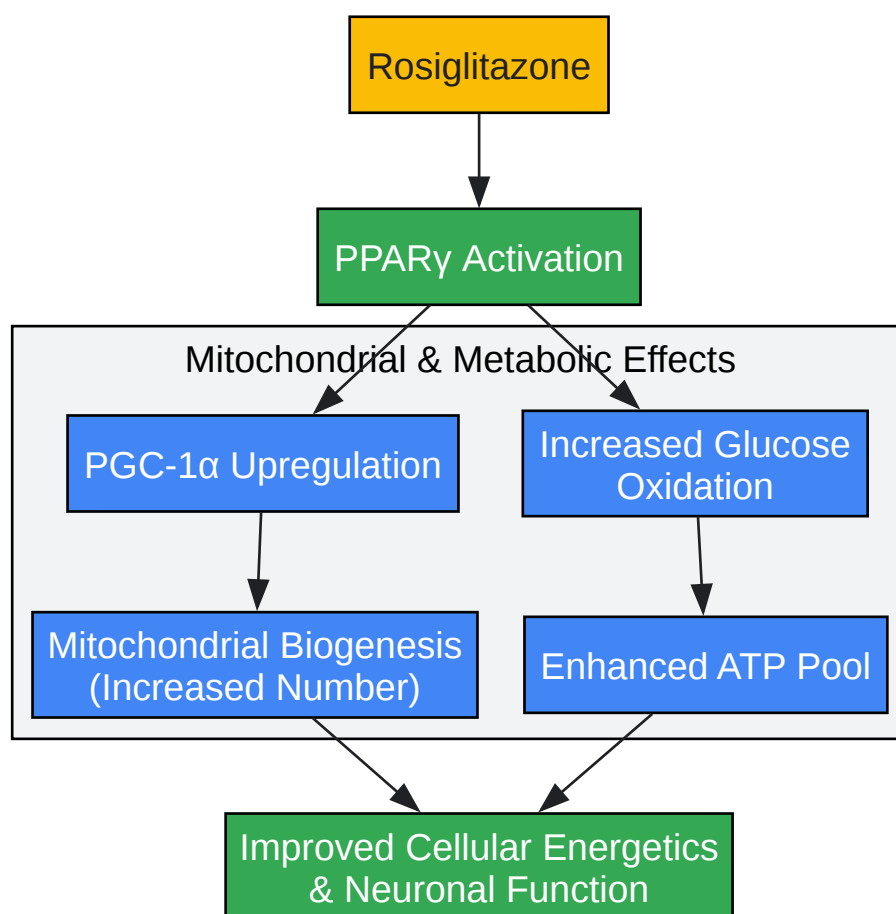 Rosiglitazone
PPARγ Activation
Mitochondrial & Metabolic Effects
PGC-1α Upregulation
Increased Glucose
Oxidation
Mitochondrial Biogenesis
(Increased Number)
Enhanced ATP Pool
Improved Cellular Energetics
& Neuronal Function